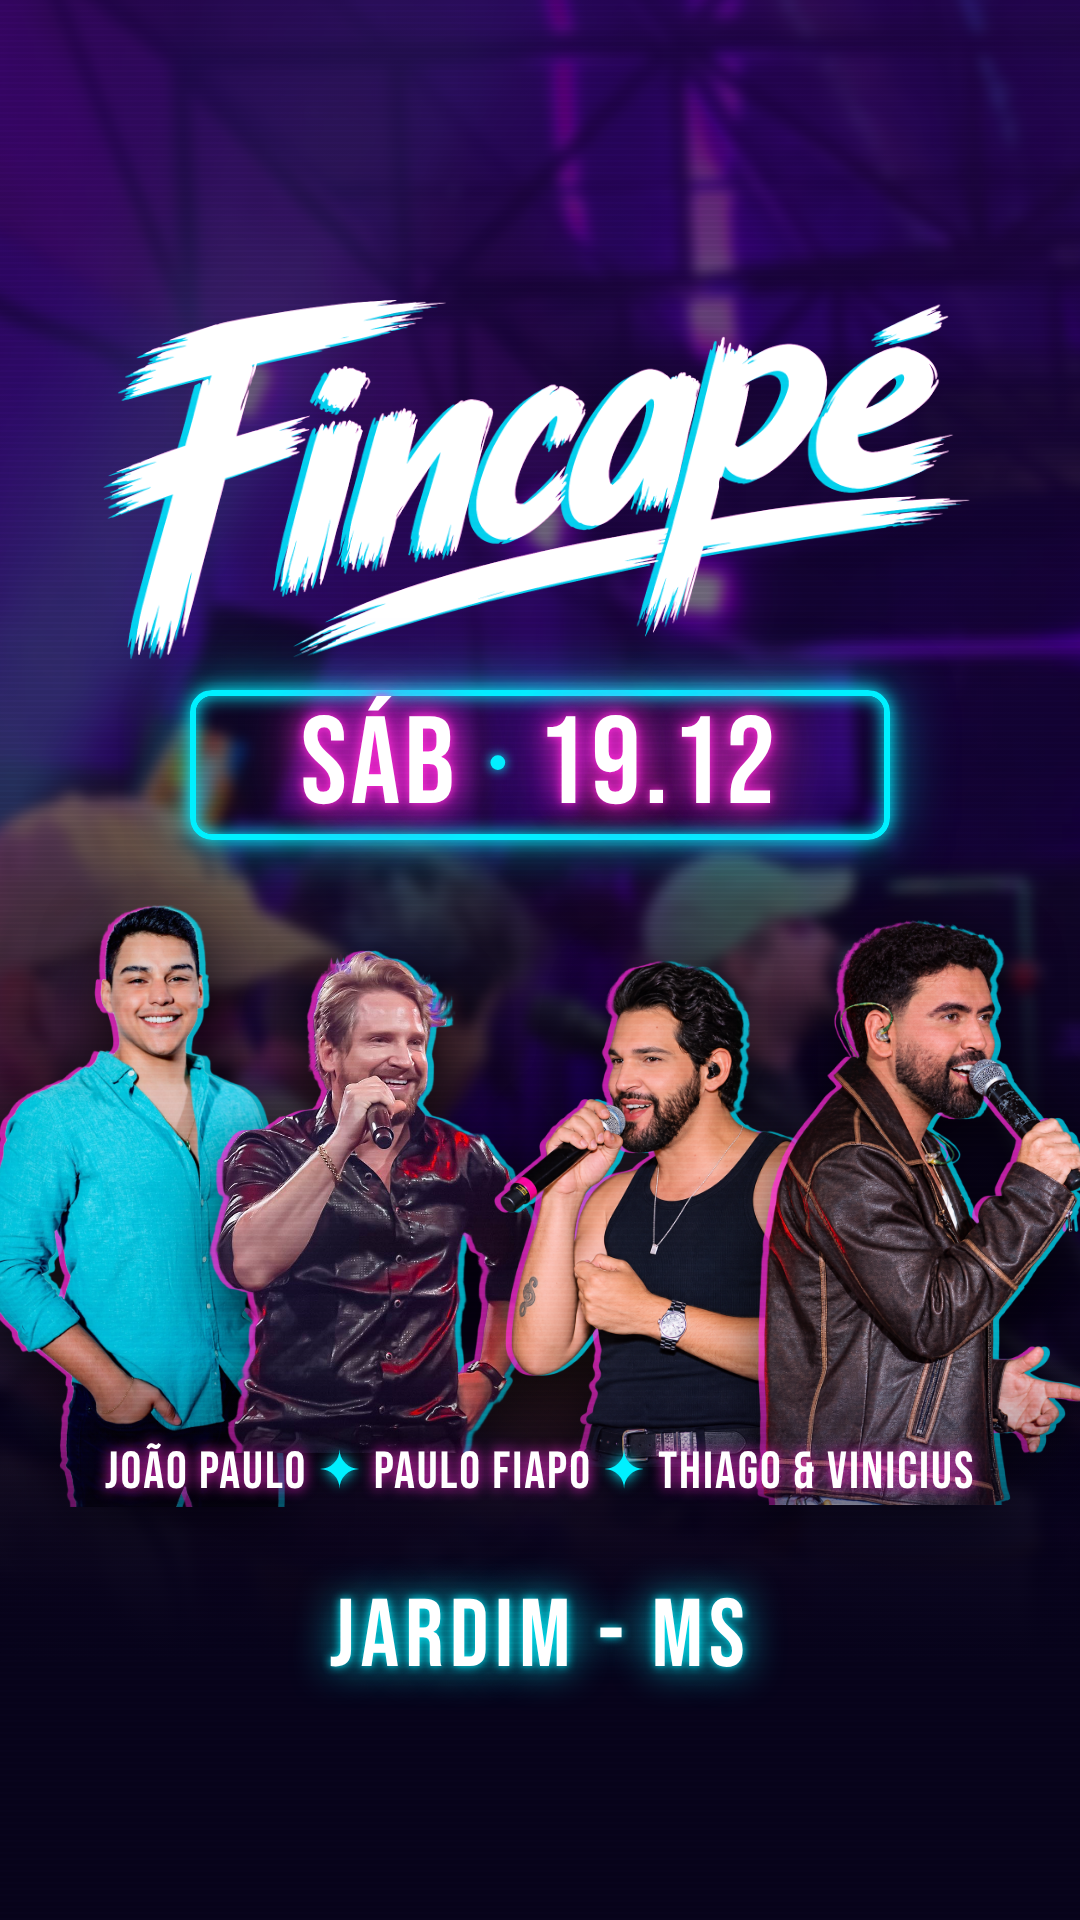 Fincapé
SÁB · 19.12
JOÃO PAULO ✦ PAULO FIAPO ✦ THIAGO & VINICIUS
JARDIM - MS